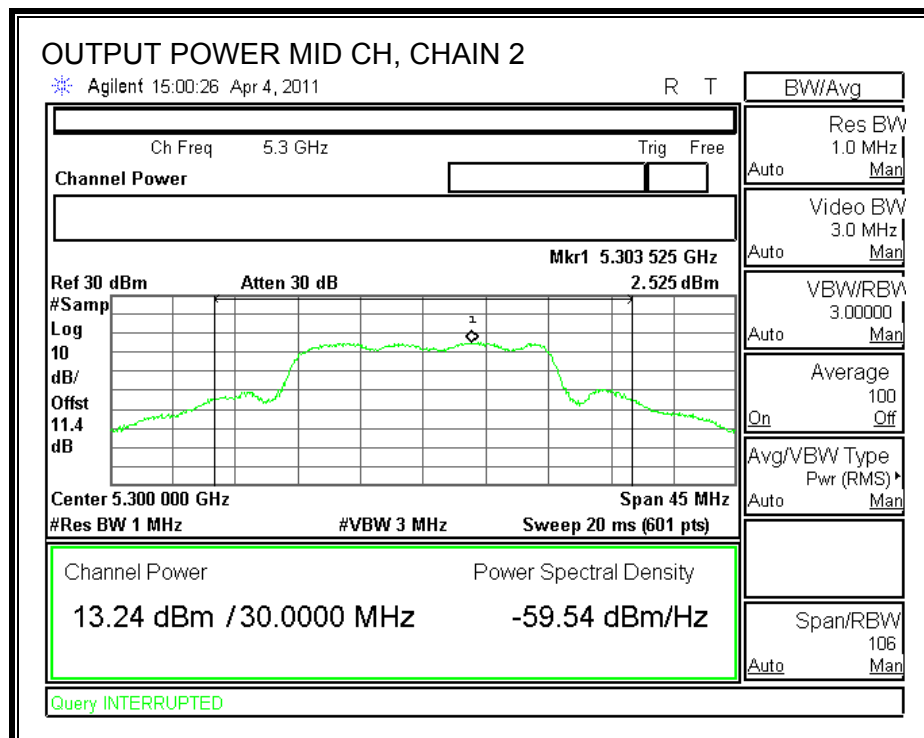 OUTPUT POWER MID CH, CHAIN 2
Agilent 15:00:26 Apr 4, 2011
R T
Ch Freq 5.3 GHz Trig Free
Channel Power
Mkr1 5.303 525 GHz
Ref 30 dBm Atten 30 dB 2.525 dBm
#Samp
Log
10
dB/
Offst
11.4
dB
1
Center 5.300 000 GHz Span 45 MHz
#Res BW 1 MHz #VBW 3 MHz Sweep 20 ms (601 pts)
Channel Power Power Spectral Density
13.24 dBm / 30.0000 MHz -59.54 dBm/Hz
Query INTERRUPTED
BW/Avg
Res BW
1.0 MHz
Auto Man
Video BW
3.0 MHz
Auto Man
VBW/RBW
3.00000
Auto Man
Average
100
On Off
Avg/VBW Type
Pwr (RMS)
Auto Man
Span/RBW
106
Auto Man